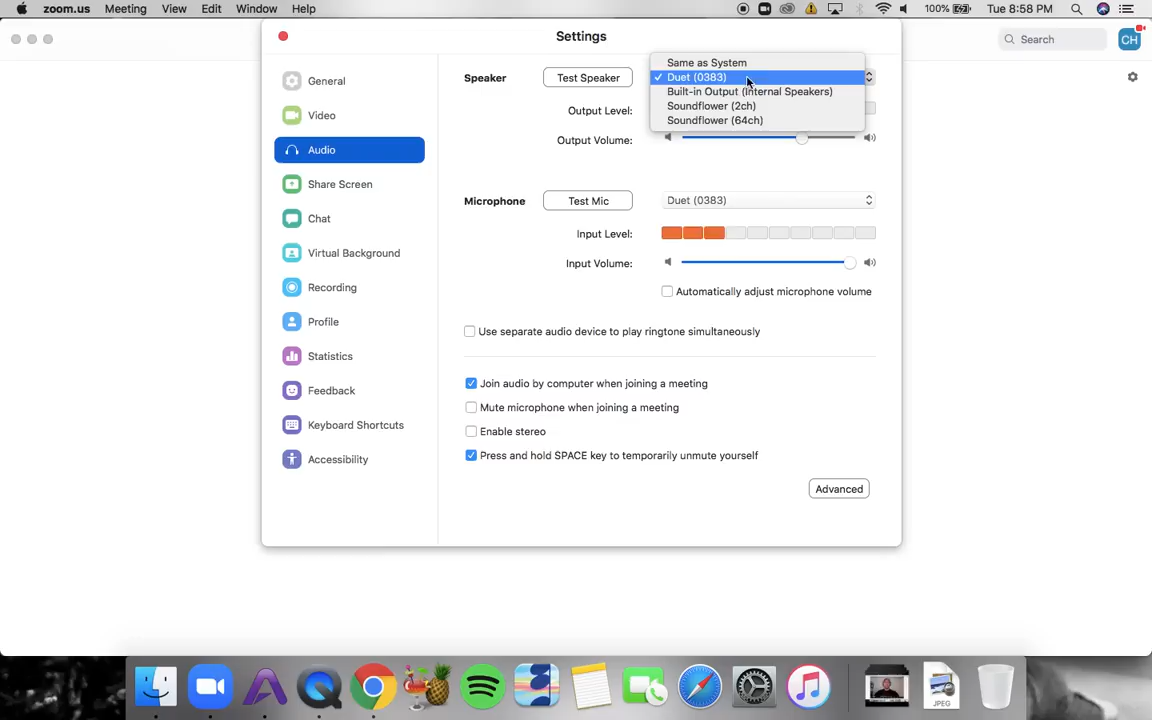 zoom.us Meeting View Edit Window Help 100% Tue 8:58 PM
Settings
Search
CH
General
Video
Audio
Share Screen
Chat
Virtual Background
Recording
Profile
Statistics
Feedback
Keyboard Shortcuts
Accessibility
Speaker
Test Speaker
Same as System
✓ Duet (0383)
Built-in Output (Internal Speakers)
Soundflower (2ch)
Soundflower (64ch)
Output Level:
Output Volume:
Microphone
Test Mic
Duet (0383)
Input Level:
Input Volume:
Automatically adjust microphone volume
Use separate audio device to play ringtone simultaneously
Join audio by computer when joining a meeting
Mute microphone when joining a meeting
Enable stereo
Press and hold SPACE key to temporarily unmute yourself
Advanced
JPEG